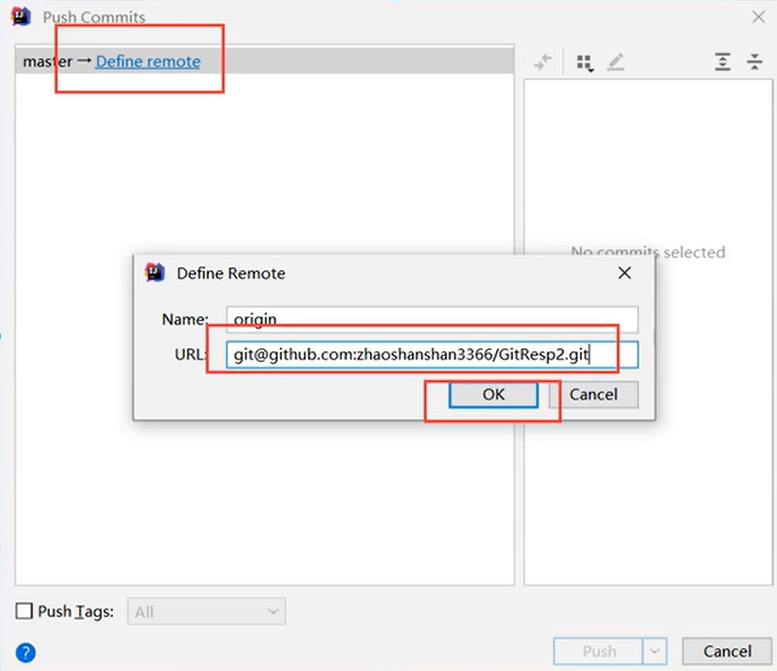 Push Commits
master → Define remote
No commits selected
Define Remote
Name: origin
URL: git@github.com:zhaoshanshan3366/GitResp2.git
OK Cancel
Push Tags: All
? Push Cancel